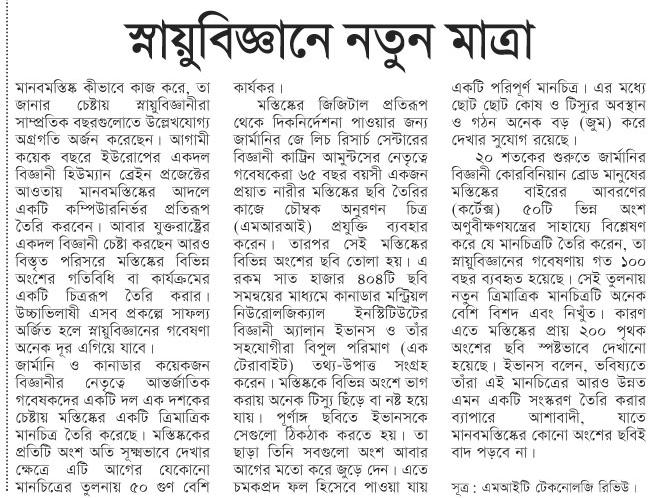 স্নায়ুবিজ্ঞানে নতুন মাত্রা
মানবমস্তিষ্ক কীভাবে কাজ করে, তা
জানার চেষ্টায় স্নায়ুবিজ্ঞানীরা
সাম্প্রতিক বছরগুলোতে উল্লেখযোগ্য
অগ্রগতি অর্জন করেছেন। আগামী
কয়েক বছরে ইউরোপের একদল
বিজ্ঞানী হিউম্যান ব্রেইন প্রজেক্টের
আওতায় মানবমস্তিষ্কের আদলে
একটি কম্পিউটারনির্ভর প্রতিরূপ
তৈরি করবেন। আবার যুক্তরাষ্ট্রের
একদল বিজ্ঞানী চেষ্টা করছেন আরও
বিস্তৃত পরিসরে মস্তিষ্কের বিভিন্ন
অংশের গতিবিধি বা কার্যক্রমের
একটি চিত্ররূপ তৈরি করার।
উচ্চাভিলাষী এসব প্রকল্পে সাফল্য
অর্জিত হলে স্নায়ুবিজ্ঞানের গবেষণা
অনেক দূর এগিয়ে যাবে।
জার্মানি ও কানাডার কয়েকজন
বিজ্ঞানীর নেতৃত্বে আন্তর্জাতিক
গবেষকদের একটি দল এক দশকের
চেষ্টায় মস্তিষ্কের একটি ত্রিমাত্রিক
মানচিত্র তৈরি করেছে। মস্তিষ্ককের
প্রতিটি অংশ অতি সূক্ষ্মভাবে দেখার
ক্ষেত্রে এটি আগের যেকোনো
মানচিত্রের তুলনায় ৫০ গুণ বেশি
কার্যকর।
মস্তিষ্কের জিজিটাল প্রতিরূপ
থেকে দিকনির্দেশনা পাওয়ার জন্য
জার্মানির জে লিচ রিসার্চ সেন্টারের
বিজ্ঞানী কাট্রিন আমুন্টসের নেতৃত্বে
গবেষকেরা ৬৫ বছর বয়সী একজন
প্রয়াত নারীর মস্তিষ্কের ছবি তৈরির
কাজে চৌম্বক অনুরণন চিত্র
(এমআরআই) প্রযুক্তি ব্যবহার
করেন। তারপর সেই মস্তিষ্কের
বিভিন্ন অংশের ছবি তোলা হয়। এ
রকম সাত হাজার ৪০৪টি ছবি
সমন্বয়ের মাধ্যমে কানাডার মন্ট্রিয়ল
নিউরোলজিক্যাল ইনস্টিটিউটের
বিজ্ঞানী অ্যালান ইভানস ও তাঁর
সহযোগীরা বিপুল পরিমাণ (এক
টেরাবাইট) তথ্য-উপাত্ত সংগ্রহ
করেন। মস্তিষ্ককে বিভিন্ন অংশে ভাগ
করায় অনেক টিস্যু ছিঁড়ে বা নষ্ট হয়ে
যায়। পূর্ণাঙ্গ ছবিতে ইভানসকে
সেগুলো ঠিকঠাক করতে হয়। তা
ছাড়া তিনি সবগুলো অংশ আবার
আগের মতো করে জুড়ে দেন। এতে
চমকপ্রদ ফল হিসেবে পাওয়া যায়
একটি পরিপূর্ণ মানচিত্র। এর মধ্যে
ছোট ছোট কোষ ও টিস্যুর অবস্থান
ও গঠন অনেক বড় (জুম) করে
দেখার সুযোগ রয়েছে।
২০ শতকের শুরুতে জার্মানির
বিজ্ঞানী কোরবিনিয়ান ব্রোড মানুষের
মস্তিষ্কের বাইরের আবরণের
(কর্টেক্স) ৫০টি ভিন্ন অংশ
অণুবীক্ষণযন্ত্রের সাহায্যে বিশ্লেষণ
করে যে মানচিত্রটি তৈরি করেন, তা
স্নায়ুবিজ্ঞানের গবেষণায় গত ১০০
বছর ব্যবহৃত হয়েছে। সেই তুলনায়
নতুন ত্রিমাত্রিক মানচিত্রটি অনেক
বেশি বিশদ এবং নিখুঁত। কারণ
এতে মস্তিষ্কের প্রায় ২০০ পৃথক
অংশের ছবি স্পষ্টভাবে দেখানো
হয়েছে। ইভানস বলেন, ভবিষ্যতে
তাঁরা এই মানচিত্রের আরও উন্নত
এমন একটি সংস্করণ তৈরি করার
ব্যাপারে আশাবাদী, যাতে
মানবমস্তিষ্কের কোনো অংশের ছবিই
বাদ পড়বে না।
সূত্র : এমআইটি টেকনোলজি রিভিউ।